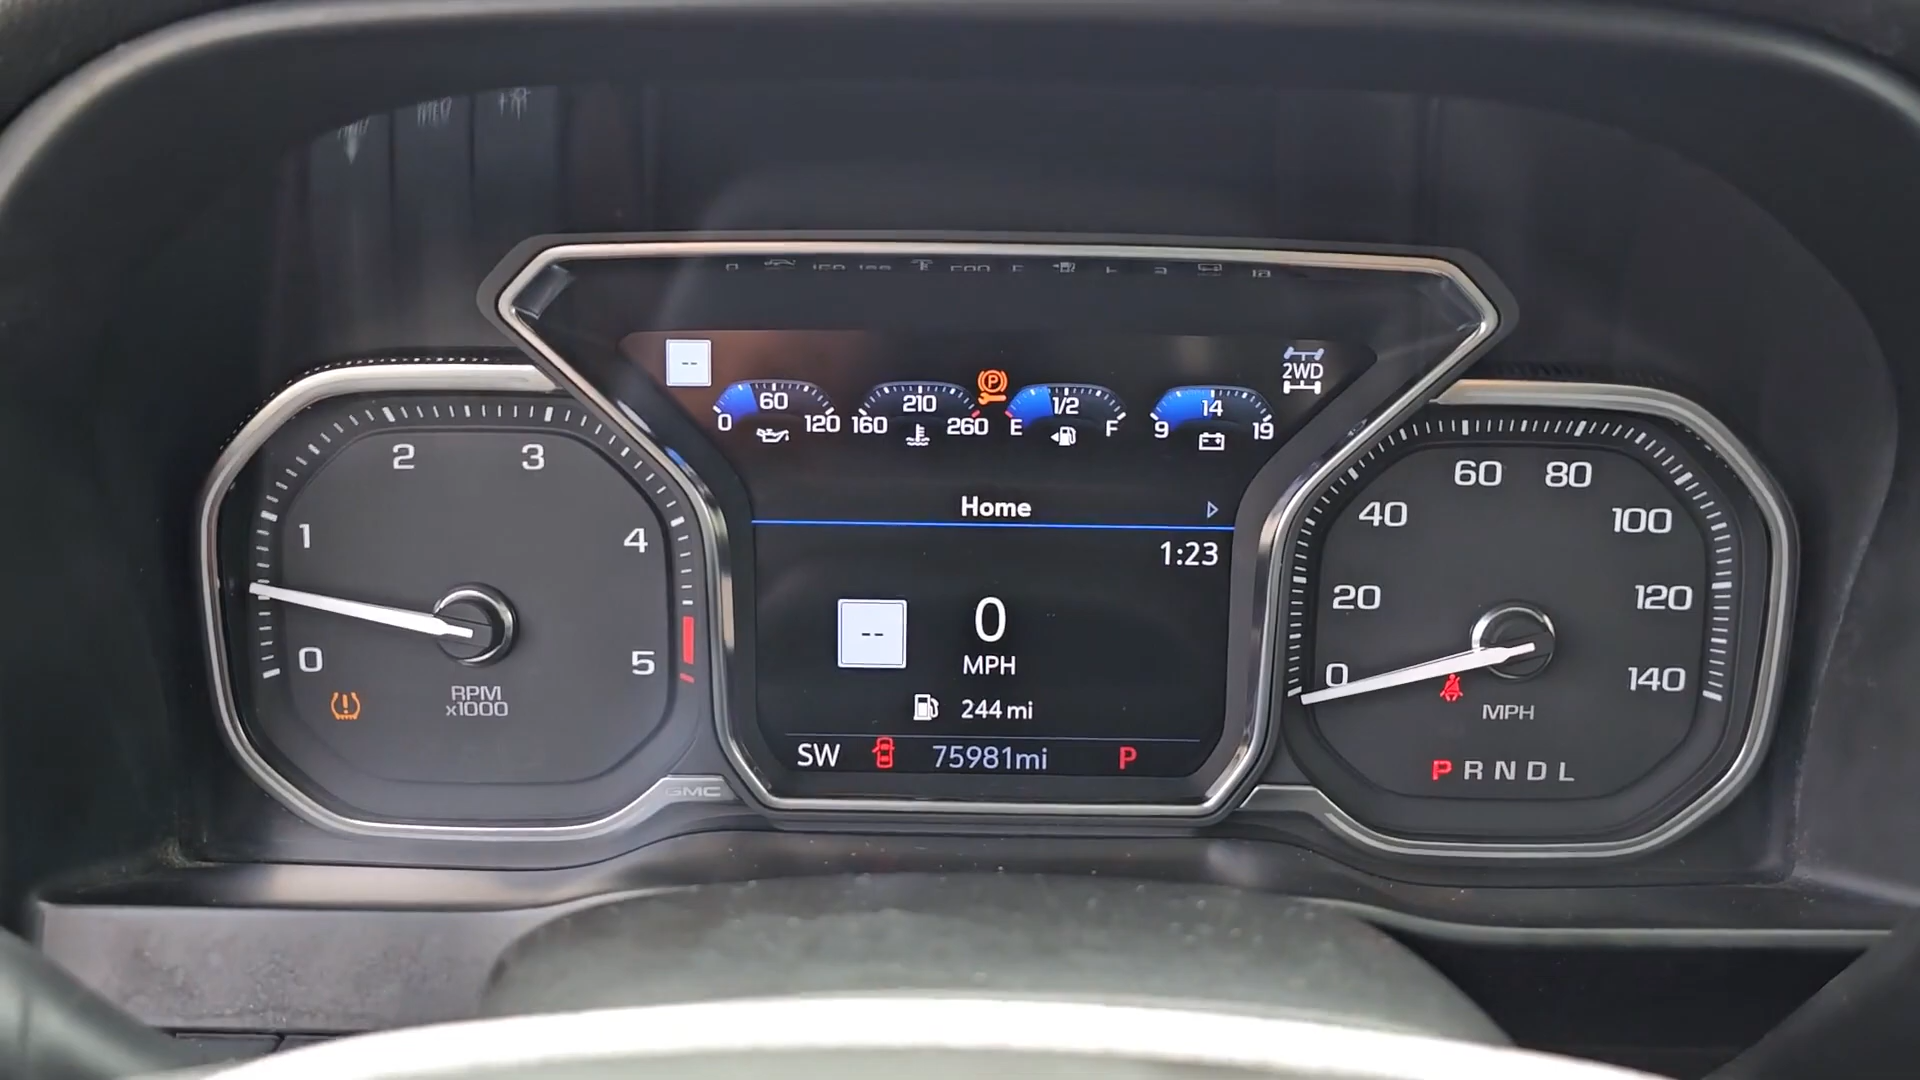 --
2WD
0 60 120
160 210 260
P
E 1/2 F
9 14 19
Home
1:23
--
0
MPH
244 mi
SW 75981mi P
0 1 2 3 4 5
RPM
x1000
GMC
0 20 40 60 80 100 120 140
MPH
P R N D L